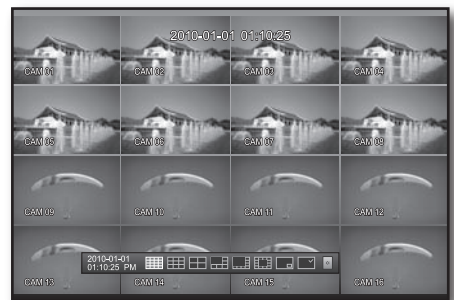 2010-01-01 01:10:25
CAM 01 CAM 02 CAM 03 CAM 04
CAM 05 CAM 06 CAM 07 CAM 08
CAM 09 CAM 10 CAM 11 CAM 12
2010-01-01
01:10:25 PM
CAM 13 CAM 14 CAM 15 CAM 16